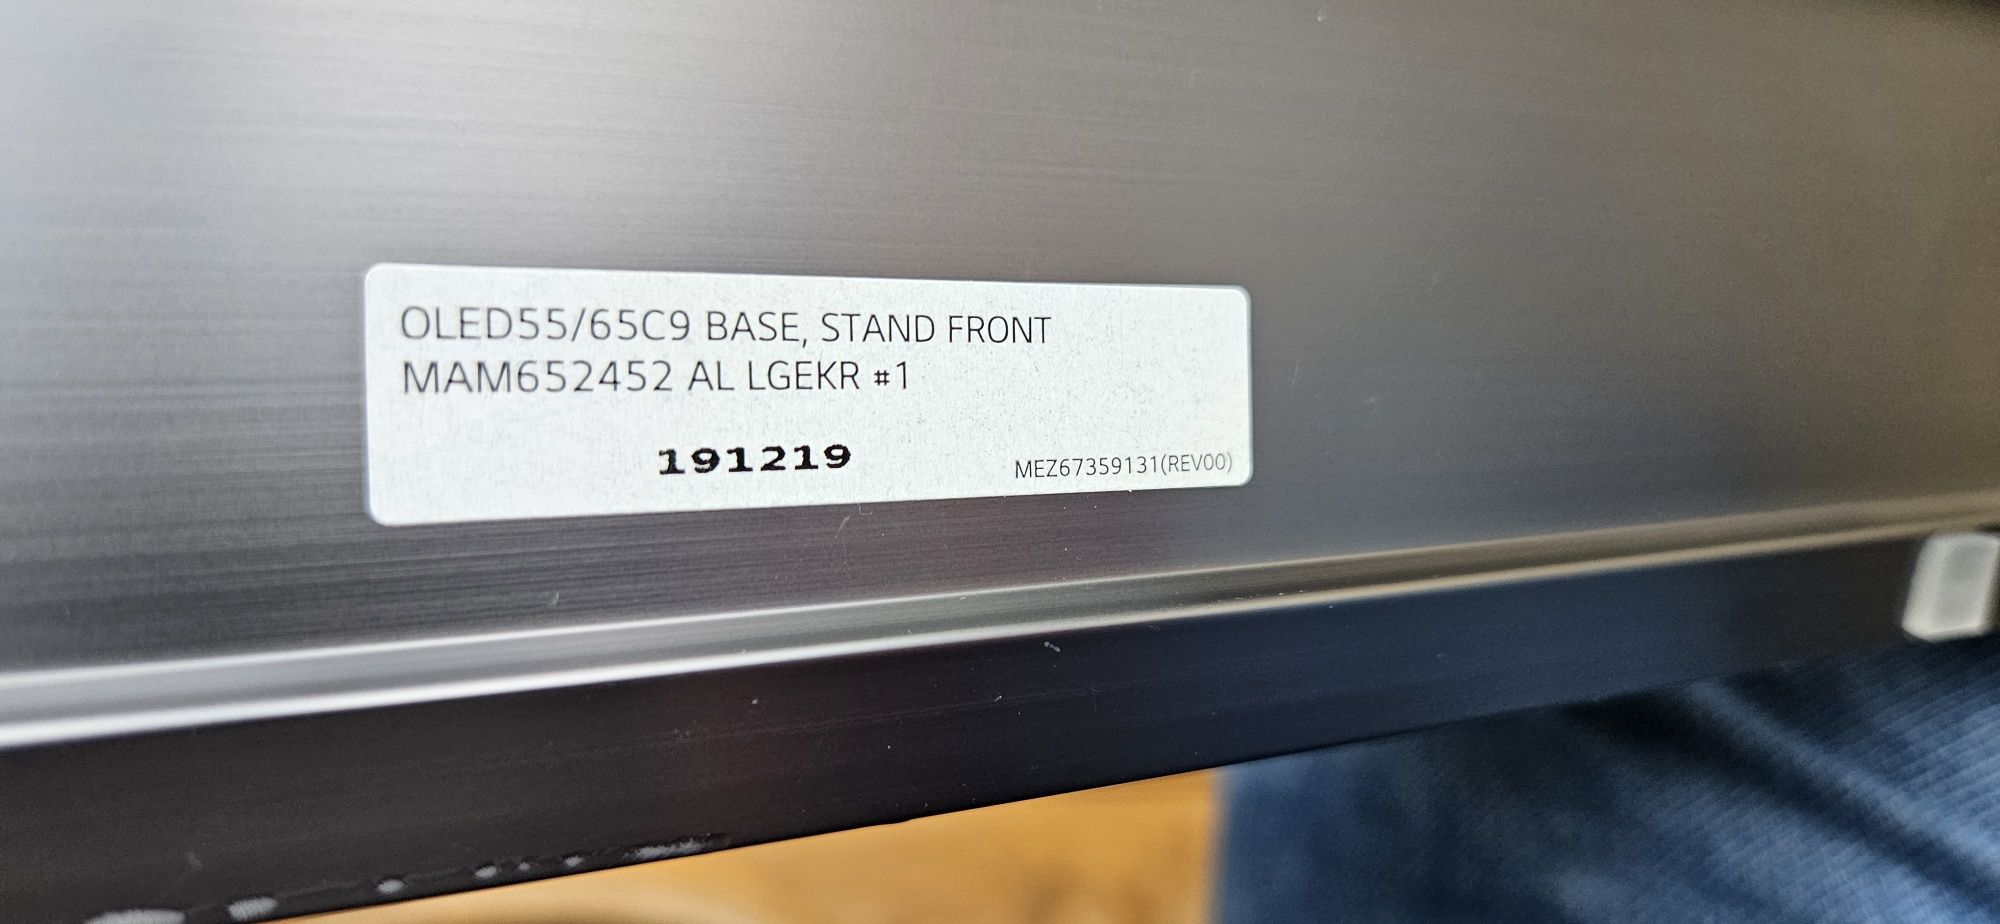 OLED55/65C9 BASE, STAND FRONT
MAM652452 AL LGEKR #1
191219
MEZ67359131(REV00)